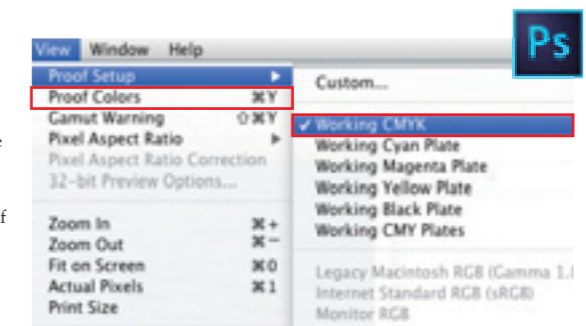 Ps
View Window Help
Proof Setup
Proof Colors ⌘Y
Gamut Warning ⇧⌘Y
Pixel Aspect Ratio
Pixel Aspect Ratio Correction
32-bit Preview Options...
Zoom In ⌘+
Zoom Out ⌘−
Fit on Screen ⌘0
Actual Pixels ⌘1
Print Size
Custom...
✓ Working CMYK
Working Cyan Plate
Working Magenta Plate
Working Yellow Plate
Working Black Plate
Working CMY Plates
Legacy Macintosh RGB (Gamma 1.
Internet Standard RGB (sRGB)
Monitor RGB